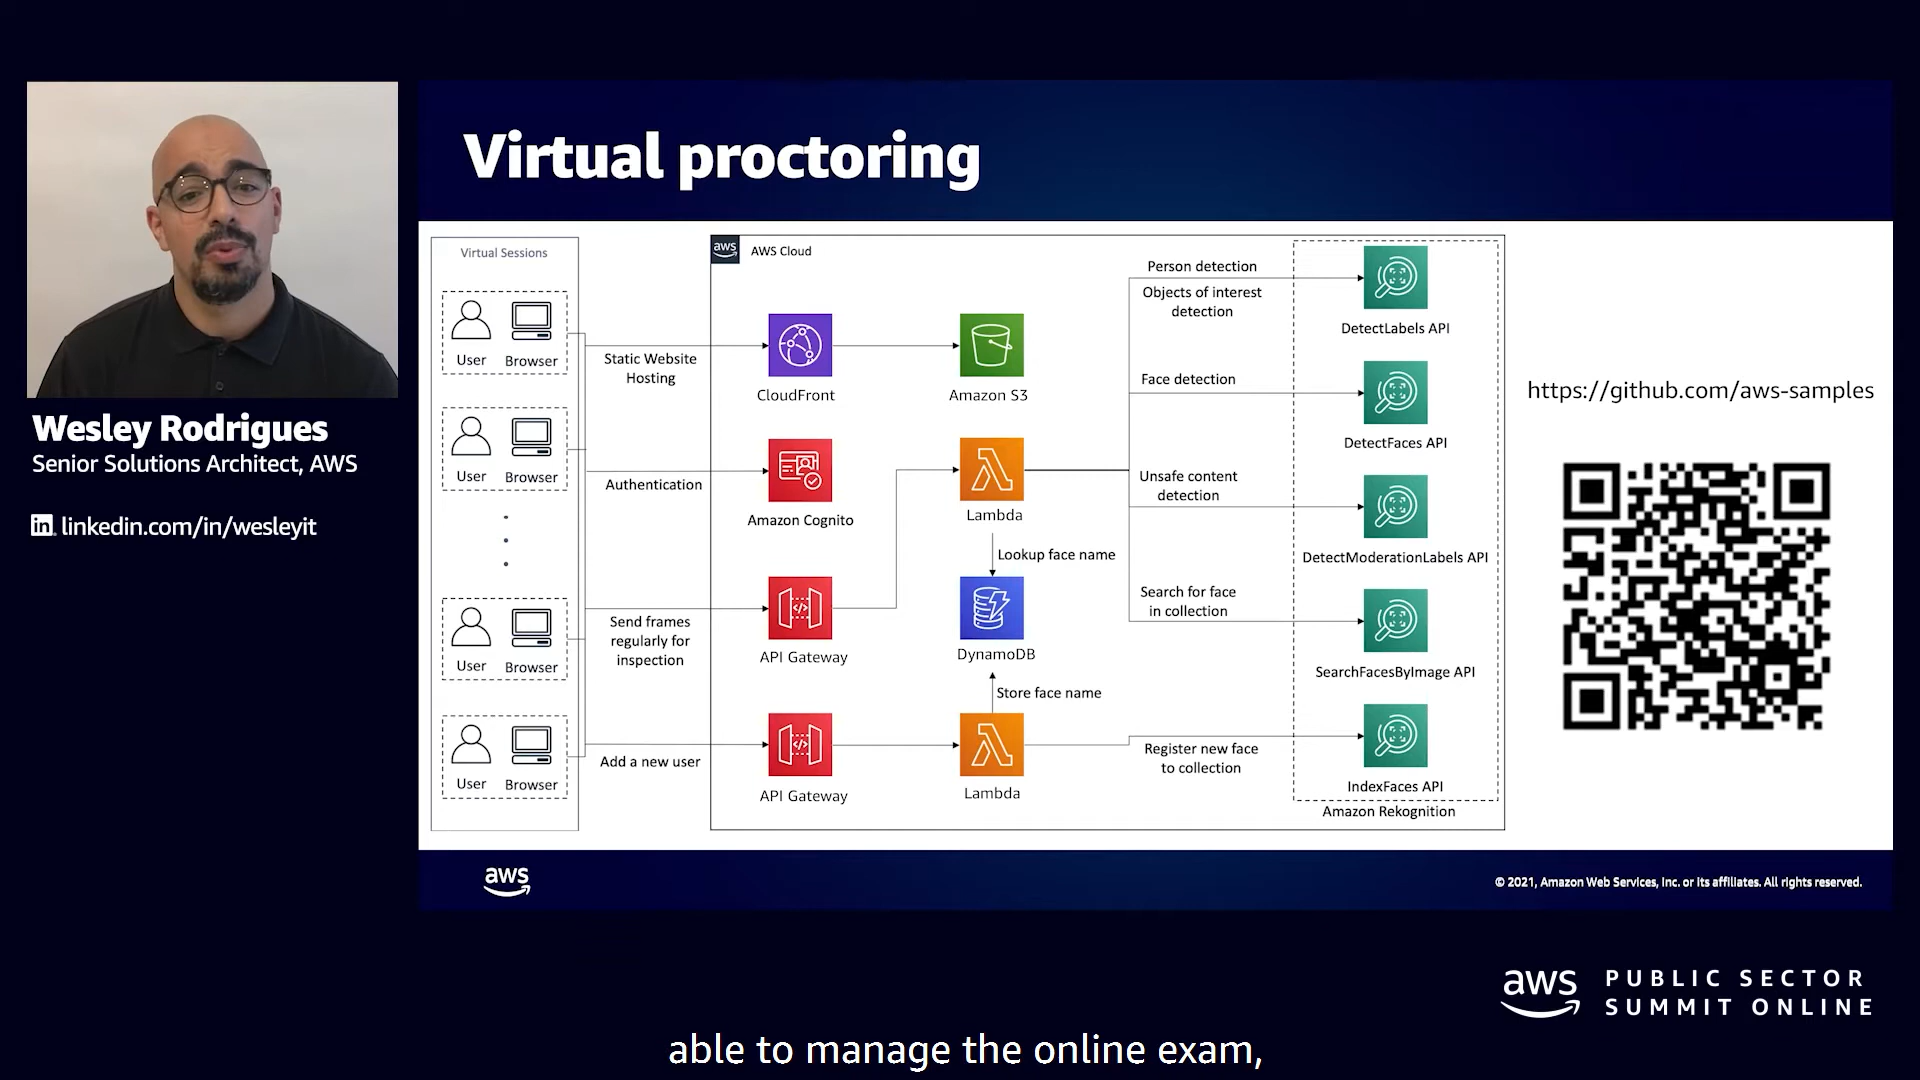 Wesley Rodrigues
Senior Solutions Architect, AWS
in linkedin.com/in/wesleyit
Virtual proctoring
Virtual Sessions
User Browser
User Browser
User Browser
User Browser
Static Website
Hosting
Authentication
Send frames
regularly for
inspection
Add a new user
aws AWS Cloud
CloudFront
Amazon S3
Amazon Cognito
Lambda
Lookup face name
API Gateway
DynamoDB
Store face name
API Gateway
Lambda
Person detection
Objects of interest
detection
Face detection
Unsafe content
detection
Search for face
in collection
Register new face
to collection
DetectLabels API
DetectFaces API
DetectModerationLabels API
SearchFacesByImage API
IndexFaces API
Amazon Rekognition
https://github.com/aws-samples
aws
© 2021, Amazon Web Services, Inc. or its affiliates. All rights reserved.
aws PUBLIC SECTOR
SUMMIT ONLINE
able to manage the online exam,